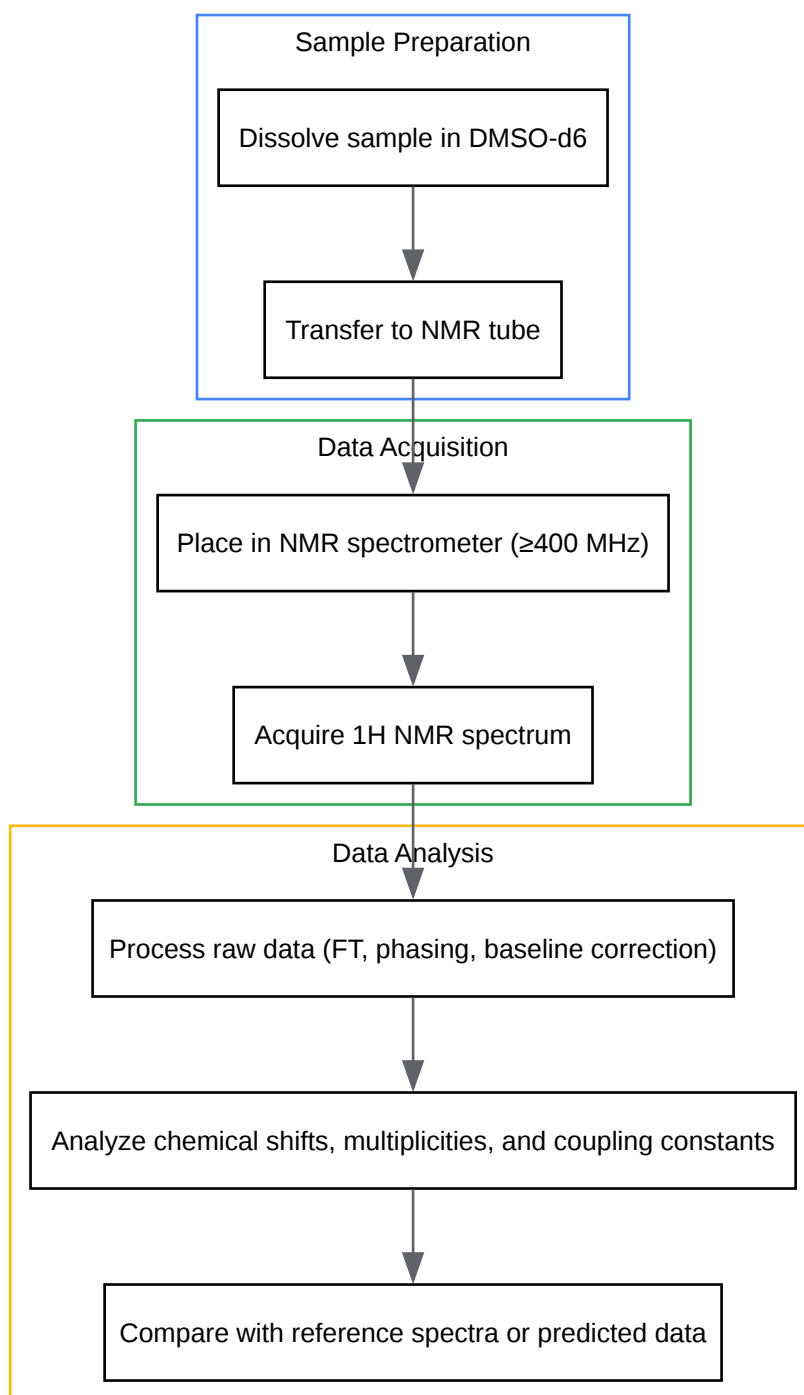 Sample Preparation
Dissolve sample in DMSO-d6
Transfer to NMR tube
Data Acquisition
Place in NMR spectrometer (≥400 MHz)
Acquire 1H NMR spectrum
Data Analysis
Process raw data (FT, phasing, baseline correction)
Analyze chemical shifts, multiplicities, and coupling constants
Compare with reference spectra or predicted data